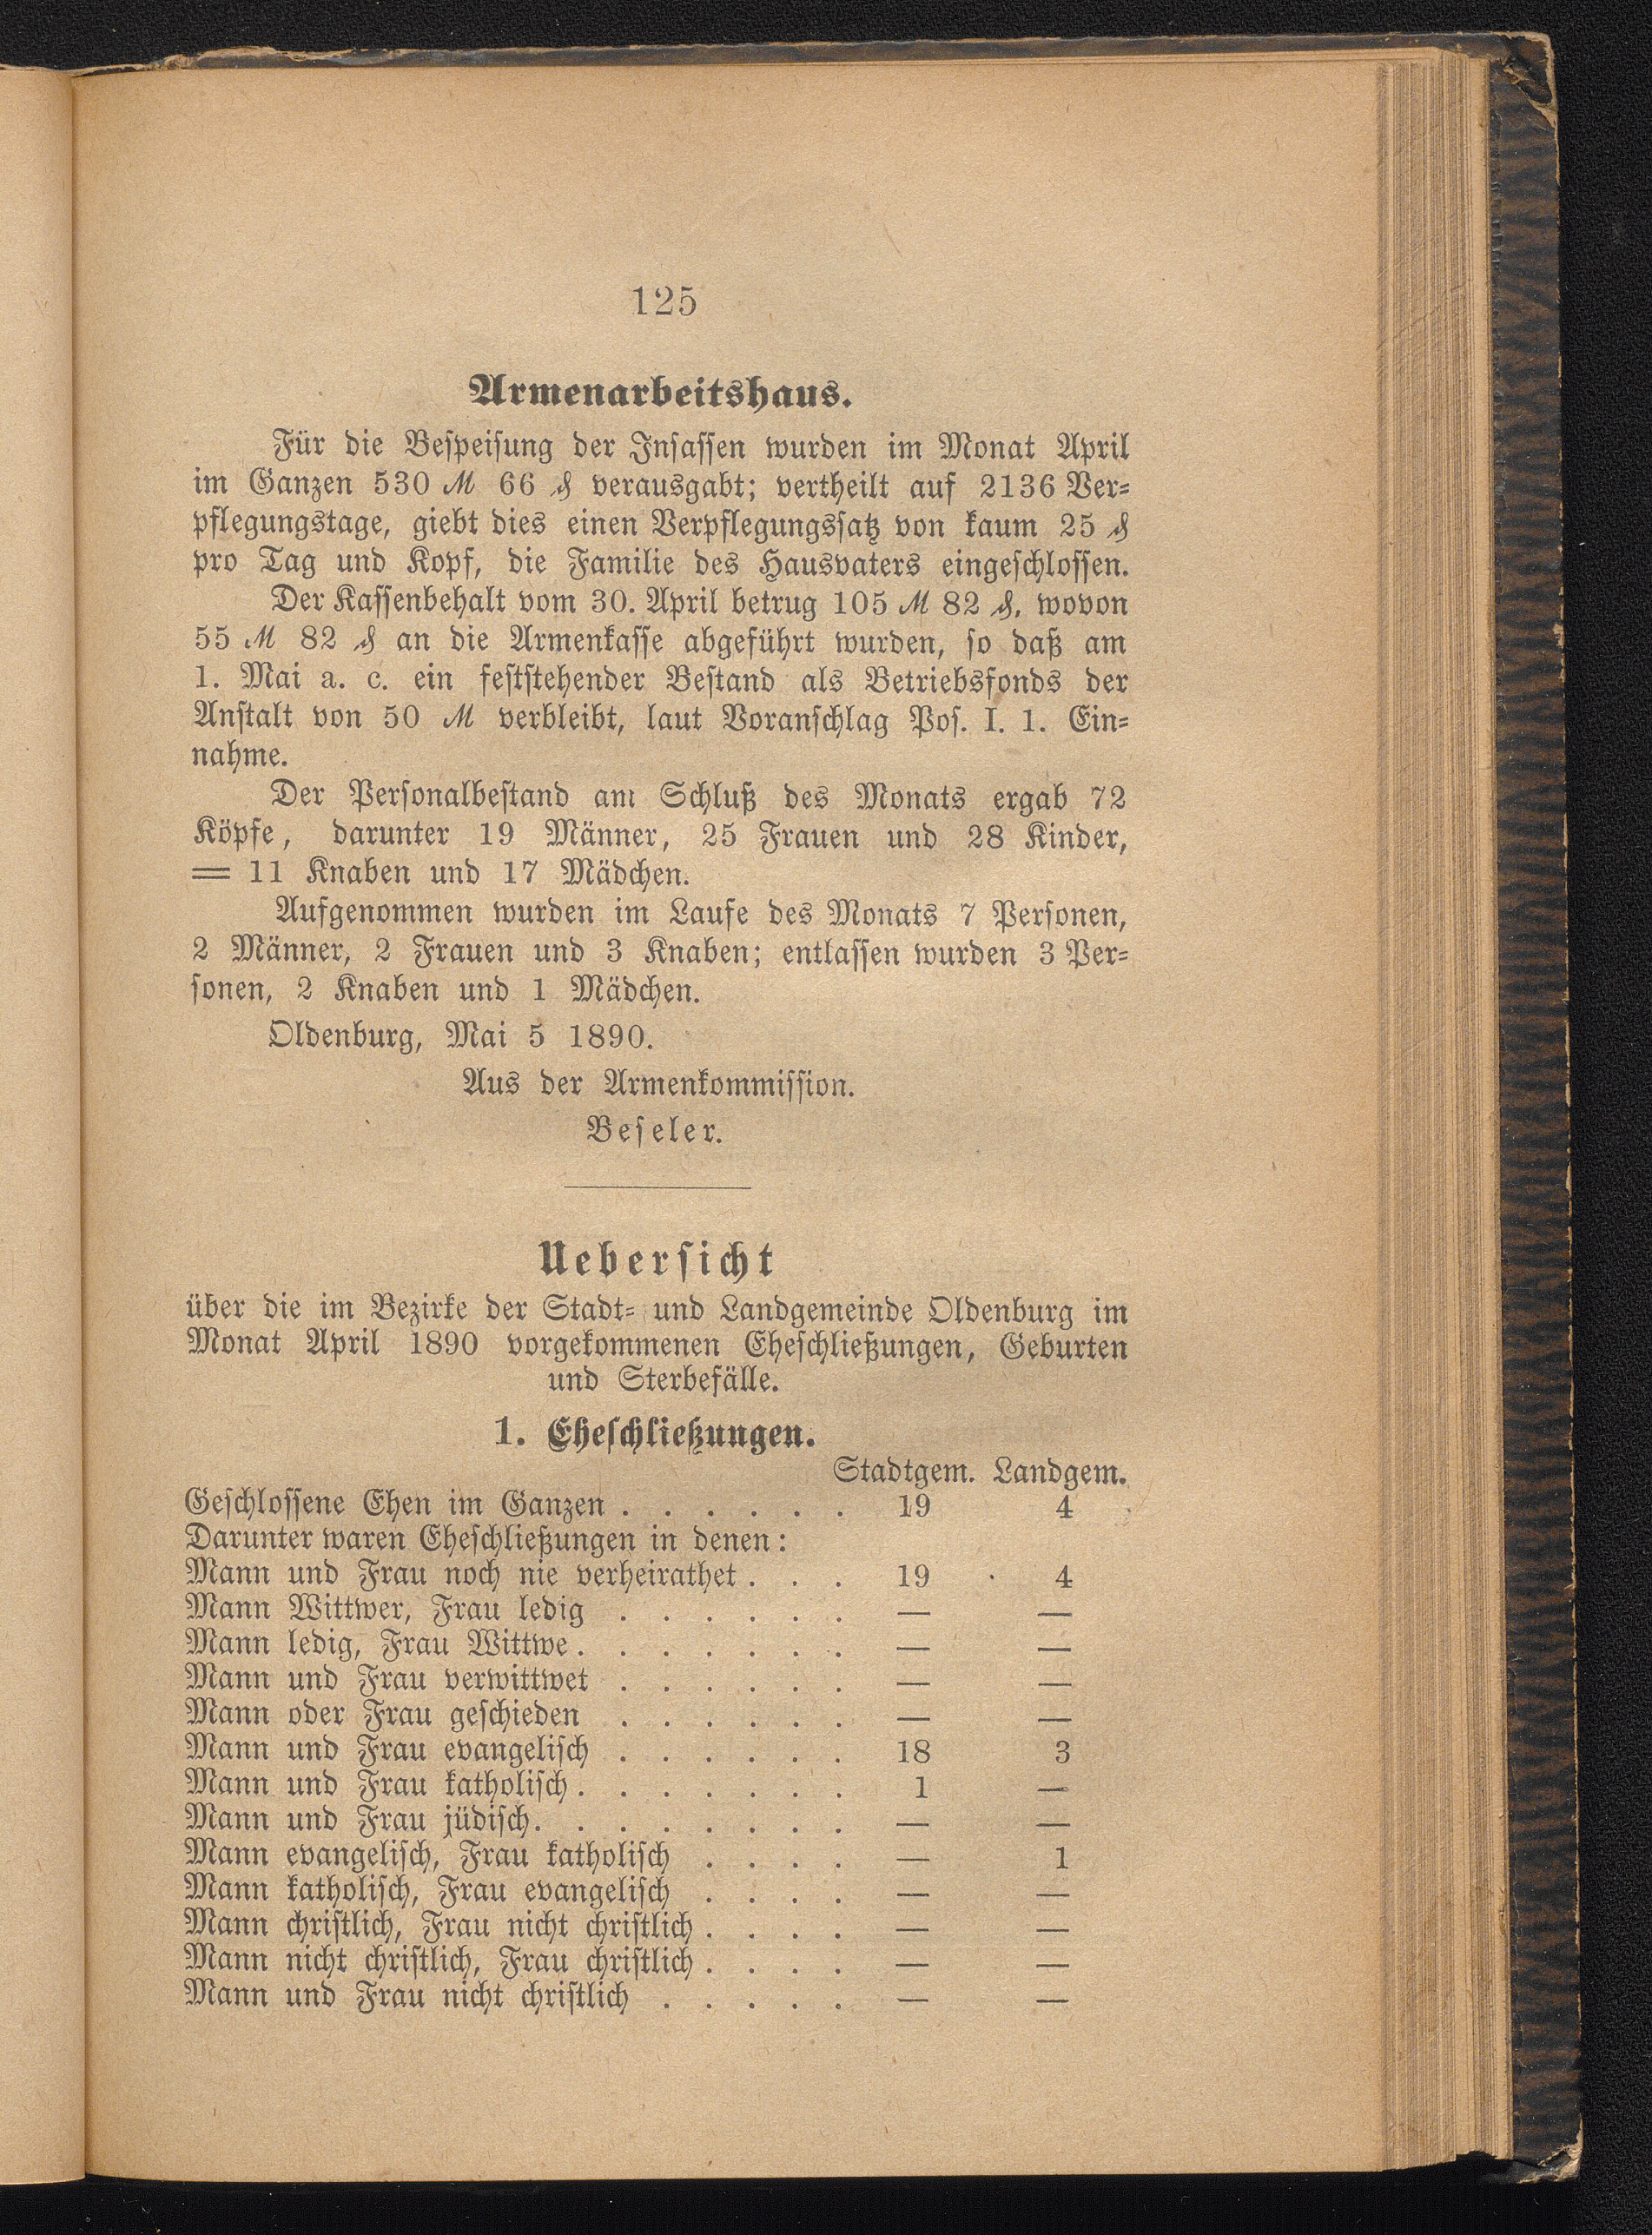 125
Armenarbeitshaus.
Für die Bespeisung der Insassen wurden im Monat April
im Ganzen 530 ℳ 66 ₰ verausgabt; vertheilt auf 2136 Ver-
pflegungstage, giebt dies einen Verpflegungssatz von kaum 25 ₰
pro Tag und Kopf, die Familie des Hausvaters eingeschlossen.
Der Kassenbehalt vom 30. April betrug 105 ℳ 82 ₰, wovon
55 ℳ 82 ₰ an die Armenkasse abgeführt wurden, so daß am
1. Mai a. c. ein feststehender Bestand als Betriebsfonds der
Anstalt von 50 ℳ verbleibt, laut Voranschlag Pos. I. 1. Ein-
nahme.
Der Personalbestand am Schluß des Monats ergab 72
Köpfe, darunter 19 Männer, 25 Frauen und 28 Kinder,
= 11 Knaben und 17 Mädchen.
Aufgenommen wurden im Laufe des Monats 7 Personen,
2 Männer, 2 Frauen und 3 Knaben; entlassen wurden 3 Per-
sonen, 2 Knaben und 1 Mädchen.
Oldenburg, Mai 5 1890.
Aus der Armenkommission.
Beseler.
Uebersicht
über die im Bezirke der Stadt- und Landgemeinde Oldenburg im
Monat April 1890 vorgekommenen Eheschließungen, Geburten
und Sterbefälle.
1. Eheschließungen.
Stadtgem. Landgem.
Geschlossene Ehen im Ganzen . . . . . . 19 4
Darunter waren Eheschließungen in denen:
Mann und Frau noch nie verheirathet . . . 19 4
Mann Wittwer, Frau ledig . . . . . . — —
Mann ledig, Frau Wittwe . . . . . . . — —
Mann und Frau verwittwet . . . . . . — —
Mann oder Frau geschieden . . . . . . — —
Mann und Frau evangelisch . . . . . . 18 3
Mann und Frau katholisch . . . . . . . 1 —
Mann und Frau jüdisch . . . . . . . . — —
Mann evangelisch, Frau katholisch . . . . — 1
Mann katholisch, Frau evangelisch . . . . — —
Mann christlich, Frau nicht christlich . . . . — —
Mann nicht christlich, Frau christlich . . . . — —
Mann und Frau nicht christlich . . . . . — —